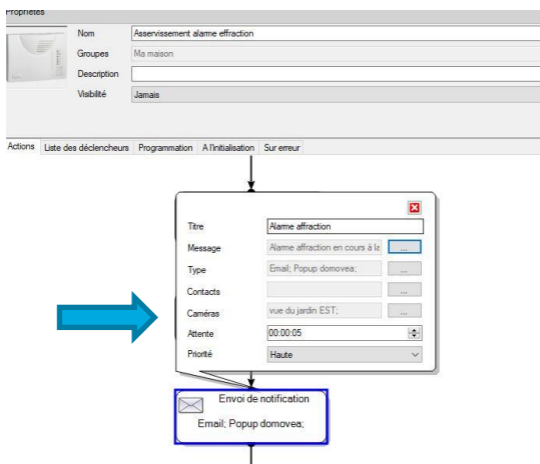 Propriétés
Nom Asservissement alarme effraction
Groupes Ma maison
Description
Visibilité Jamais
Actions Liste des déclencheurs Programmation A l'initialisation Sur erreur
Titre Alarme affraction
Message Alarme affraction en cours à la ...
Type Email; Popup domovea; ...
Contacts ...
Caméras vue du jardin EST; ...
Attente 00:00:05
Priorité Haute
Envoi de notification
Email; Popup domovea;